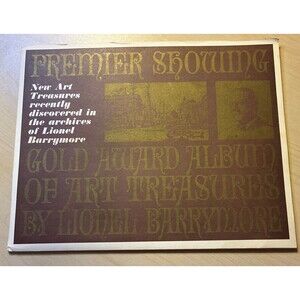 PREMIER SHOWING
New Art
Treasures
recently
discovered in
the archives
of Lionel
Barrymore
GOLD AWARD ALBUM
OF ART TREASURES
BY LIONEL BARRYMORE